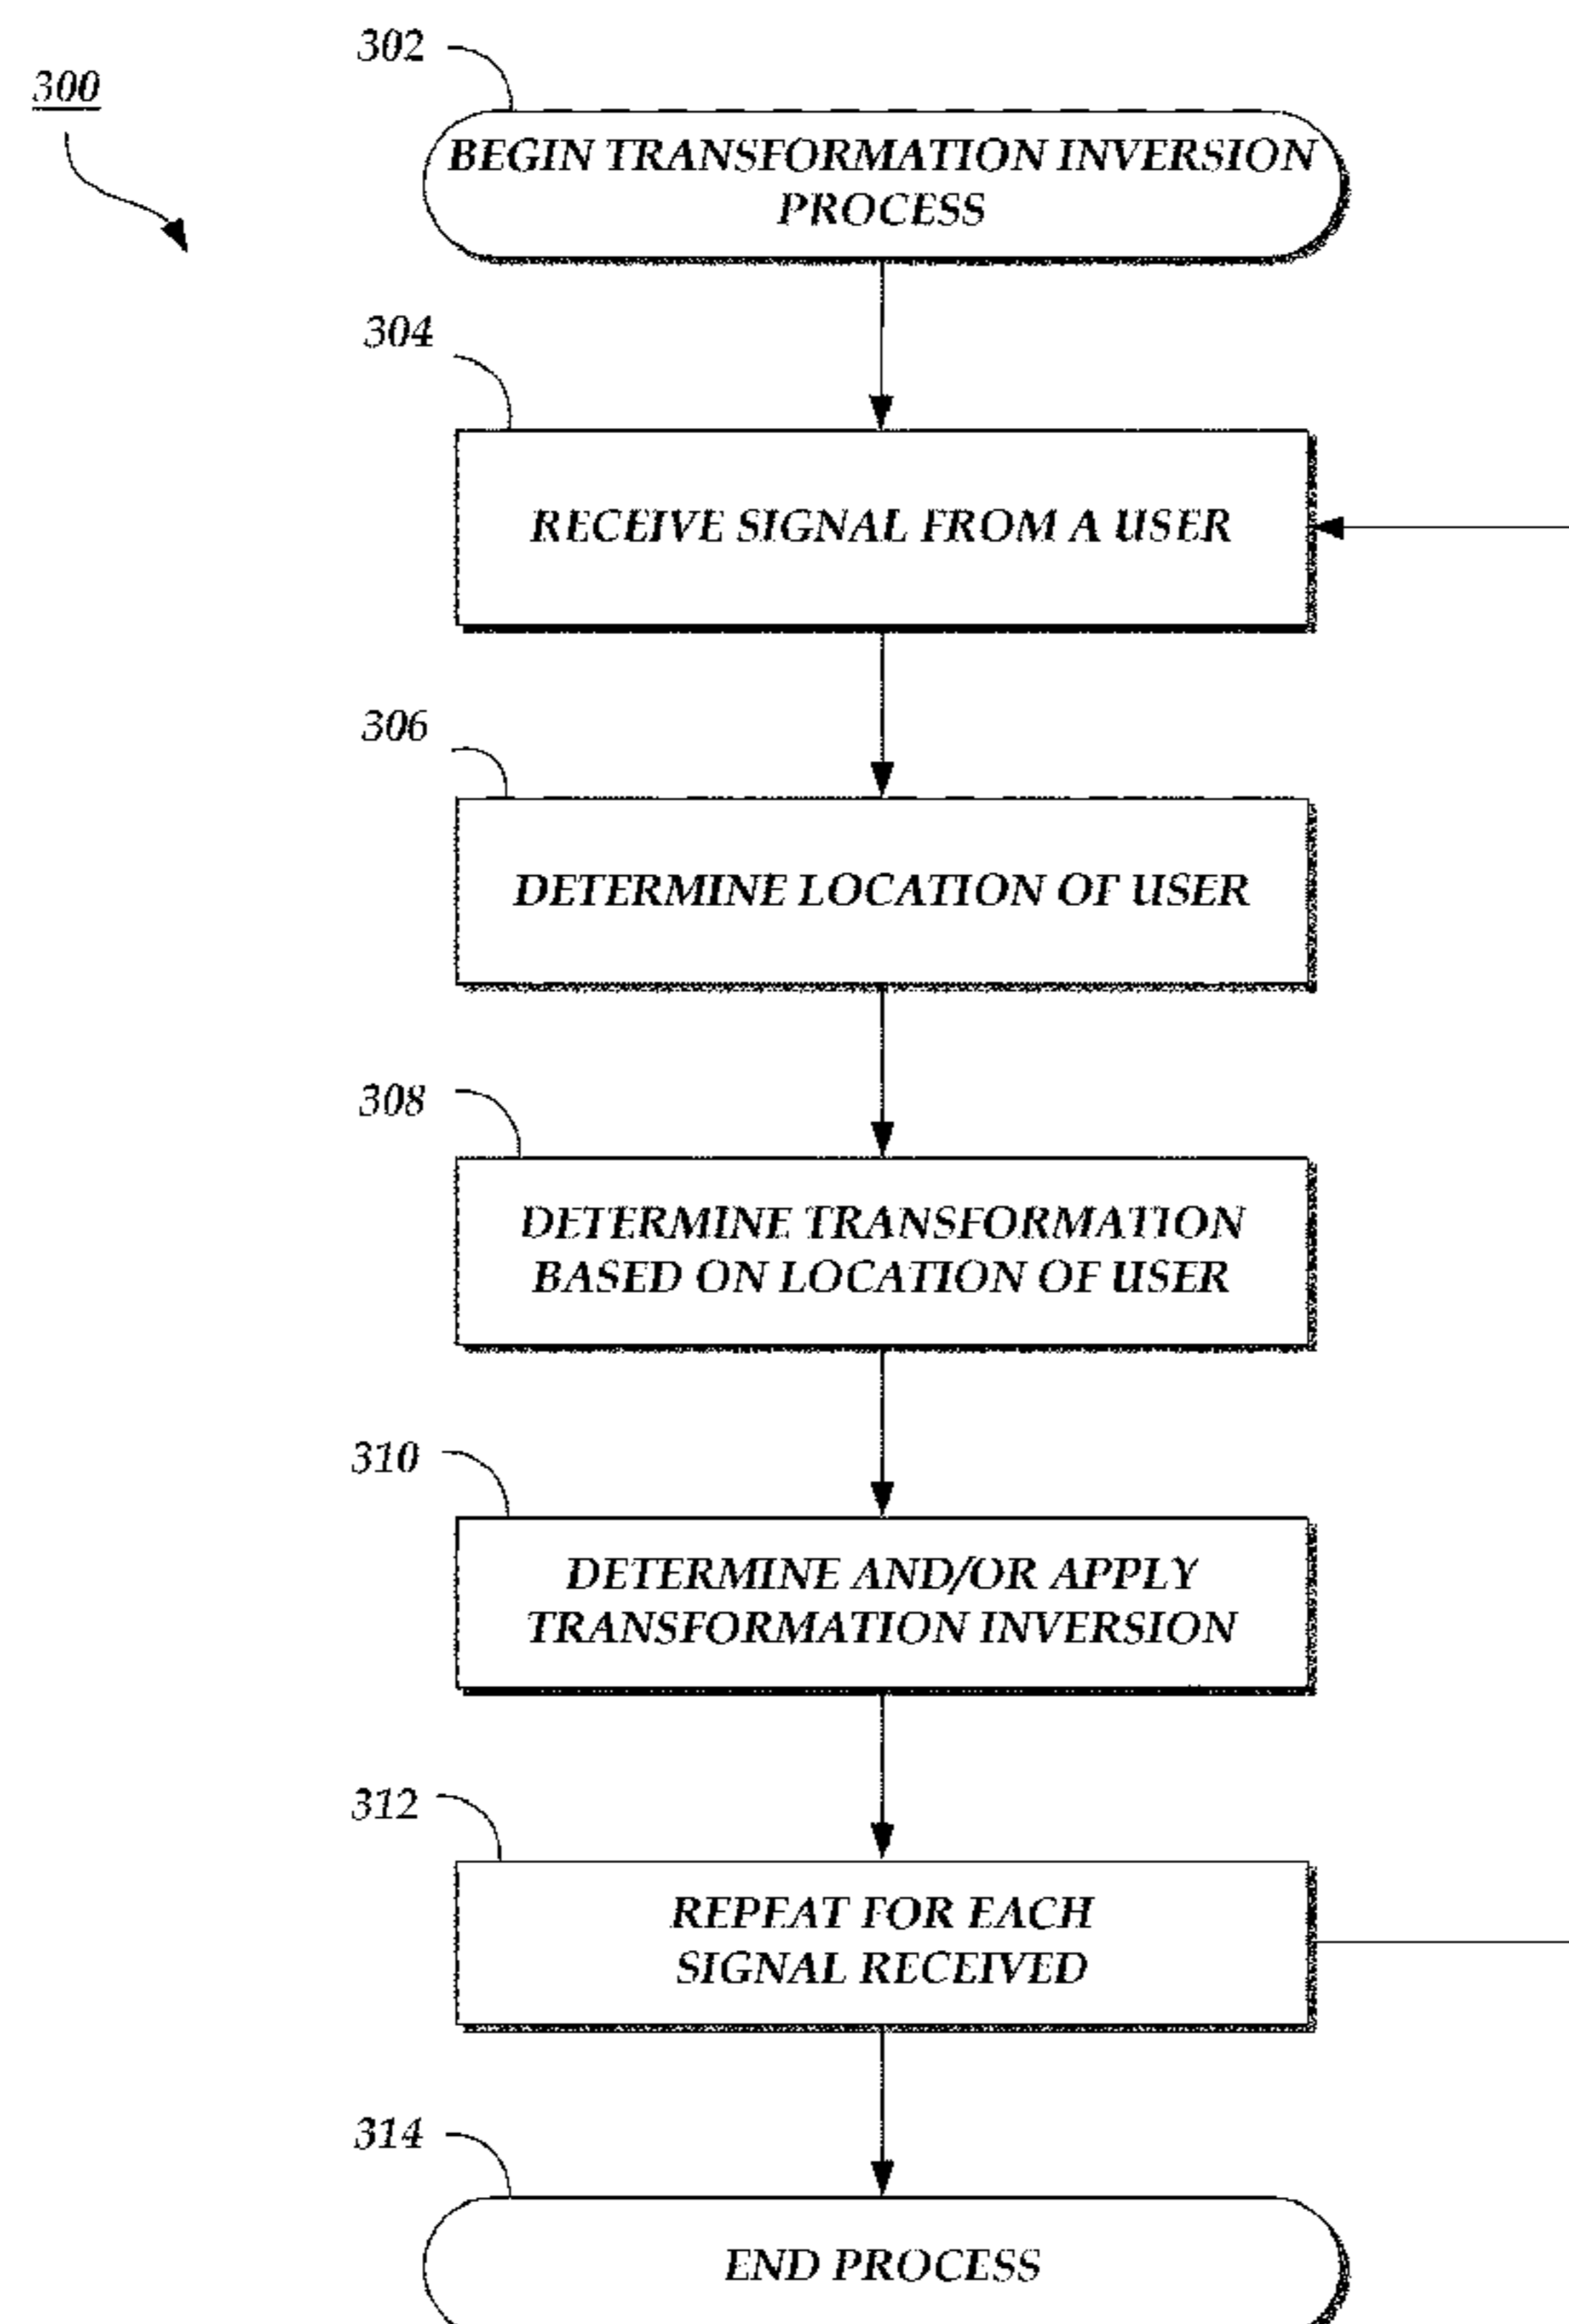 300
302
BEGIN TRANSFORMATION INVERSION
PROCESS
304
RECEIVE SIGNAL FROM A USER
306
DETERMINE LOCATION OF USER
308
DETERMINE TRANSFORMATION
BASED ON LOCATION OF USER
310
DETERMINE AND/OR APPLY
TRANSFORMATION INVERSION
312
REPEAT FOR EACH
SIGNAL RECEIVED
314
END PROCESS